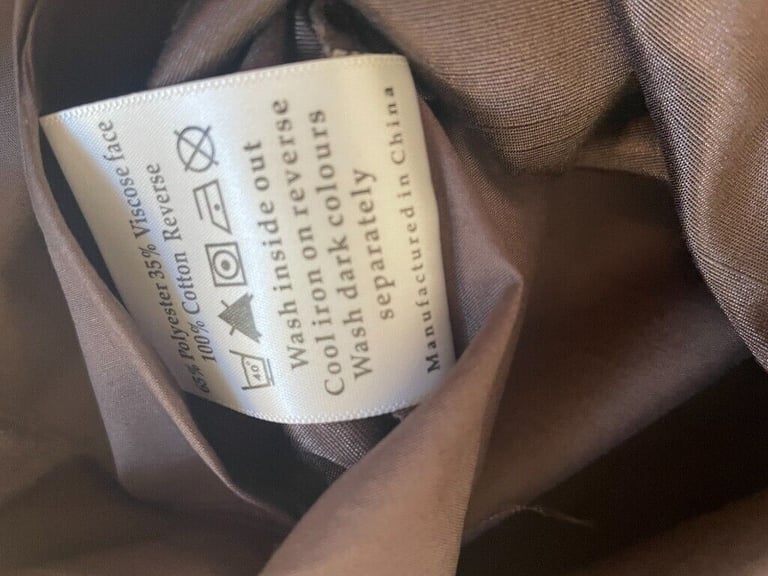 65% Polyester 35% Viscose face
100% Cotton Reverse
40°
Wash inside out
Cool iron on reverse
Wash dark colours
separately
Manufactured in China